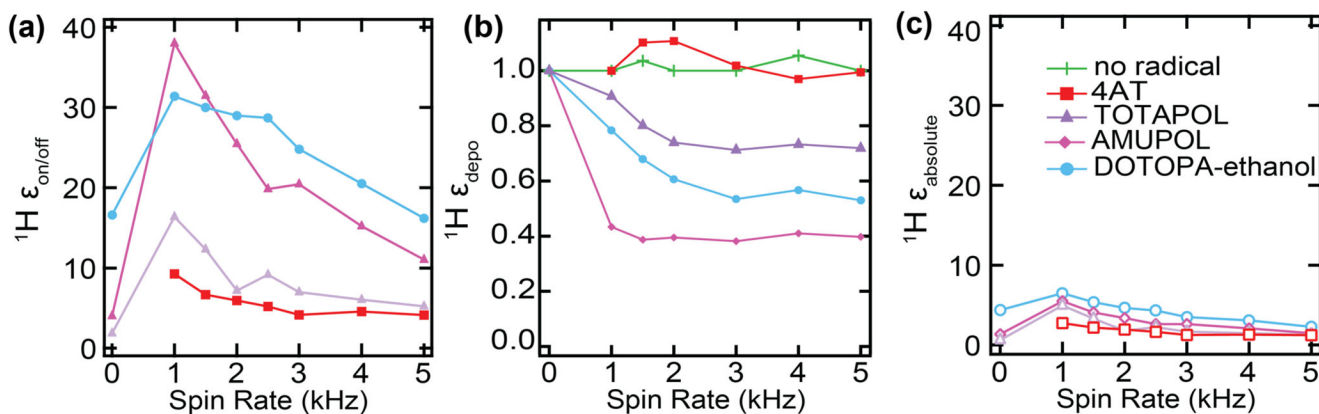 (a)
¹H ε on/off
40
30
20
10
0
0 1 2 3 4 5
Spin Rate (kHz)
(b)
¹H ε depo
1.0
0.8
0.6
0.4
0.2
0.0
0 1 2 3 4 5
Spin Rate (kHz)
(c)
¹H ε absolute
40
30
20
10
0
0 1 2 3 4 5
Spin Rate (kHz)
no radical
4AT
TOTAPOL
AMUPOL
DOTOPA-ethanol